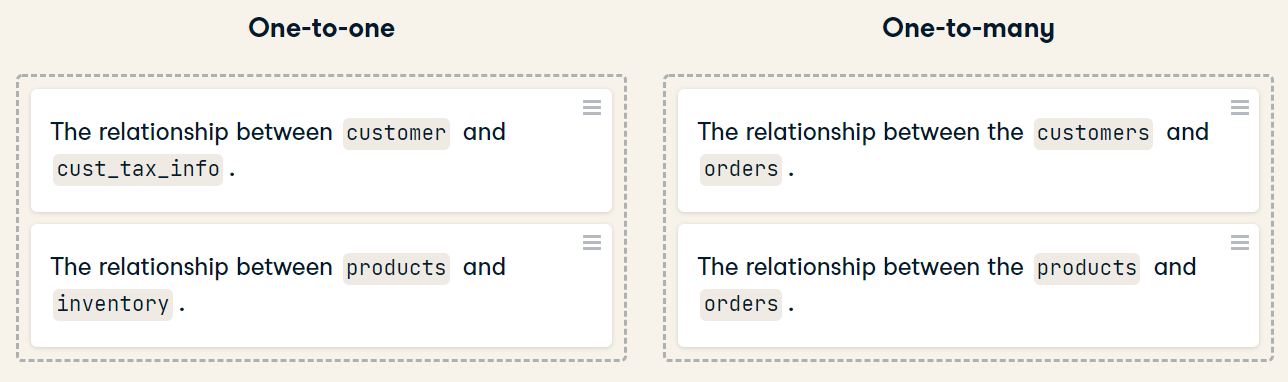 One-to-one
The relationship between customer and
cust_tax_info.
The relationship between products and
inventory.
One-to-many
The relationship between the customers and
orders.
The relationship between the products and
orders.